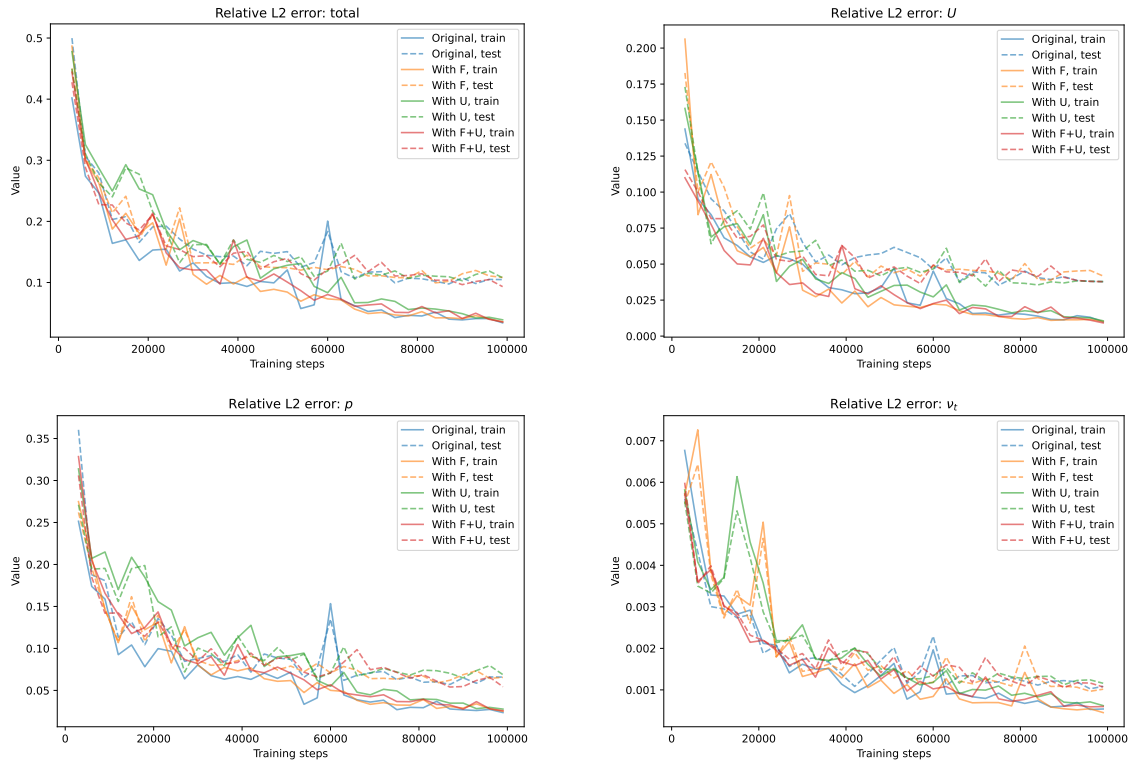 Relative L2 error: total
Value
0.5
0.4
0.3
0.2
0.1
0
20000
40000
60000
80000
100000
Training steps
Original, train
Original, test
With F, train
With F, test
With U, train
With U, test
With F+U, train
With F+U, test
Relative L2 error: U
Value
0.200
0.175
0.150
0.125
0.100
0.075
0.050
0.025
0.000
0
20000
40000
60000
80000
100000
Training steps
Original, train
Original, test
With F, train
With F, test
With U, train
With U, test
With F+U, train
With F+U, test
Relative L2 error: p
Value
0.35
0.30
0.25
0.20
0.15
0.10
0.05
0
20000
40000
60000
80000
100000
Training steps
Original, train
Original, test
With F, train
With F, test
With U, train
With U, test
With F+U, train
With F+U, test
Relative L2 error: νt
Value
0.007
0.006
0.005
0.004
0.003
0.002
0.001
0
20000
40000
60000
80000
100000
Training steps
Original, train
Original, test
With F, train
With F, test
With U, train
With U, test
With F+U, train
With F+U, test